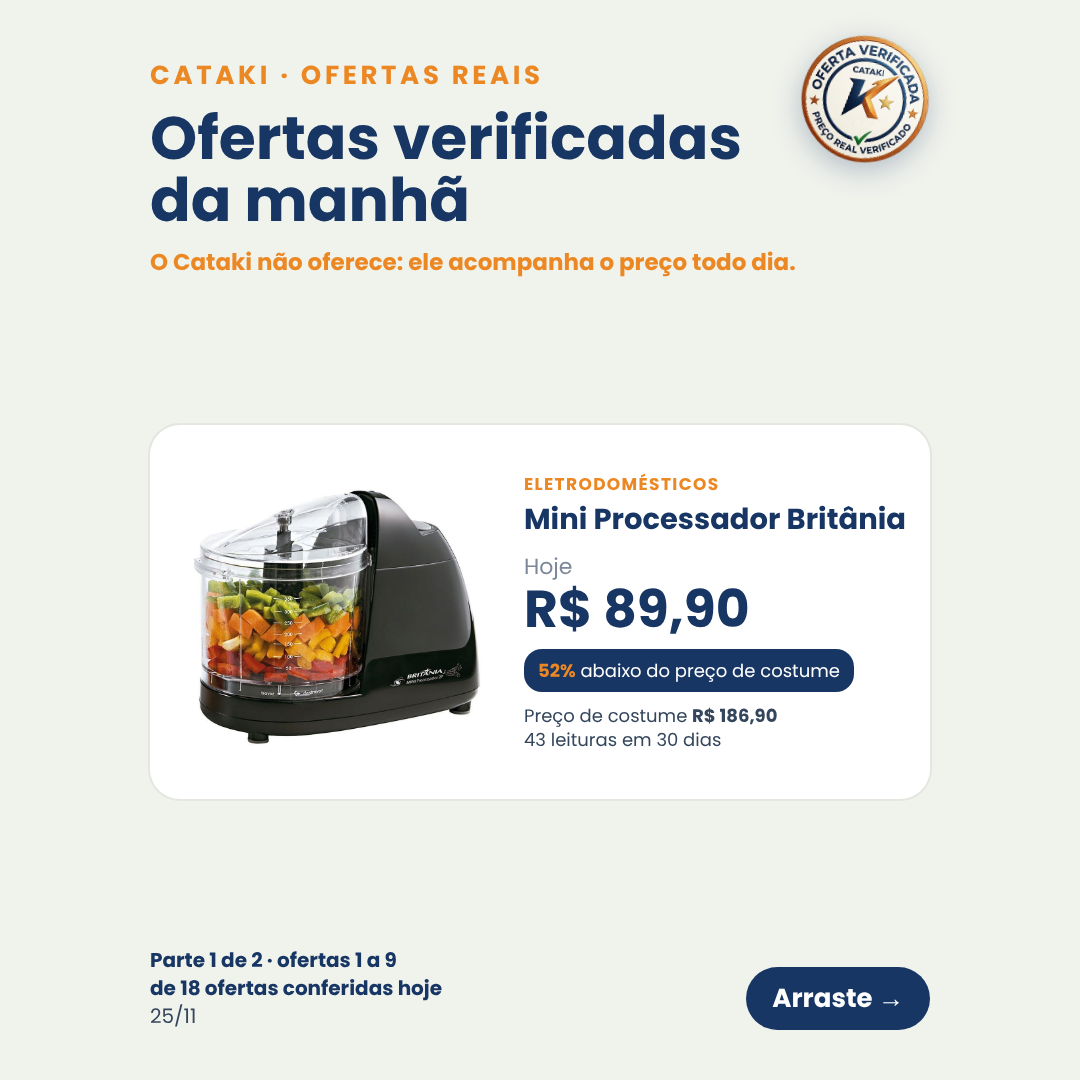 CATAKI · OFERTAS REAIS
Ofertas verificadas
da manhã
O Cataki não oferece: ele acompanha o preço todo dia.
OFERTA VERIFICADA
CATAKI
PREÇO REAL VERIFICADO
ELETRODOMÉSTICOS
Mini Processador Britânia
Hoje
R$ 89,90
52% abaixo do preço de costume
Preço de costume R$ 186,90
43 leituras em 30 dias
BRITÂNIA
Parte 1 de 2 · ofertas 1 a 9
de 18 ofertas conferidas hoje
25/11
Arraste →